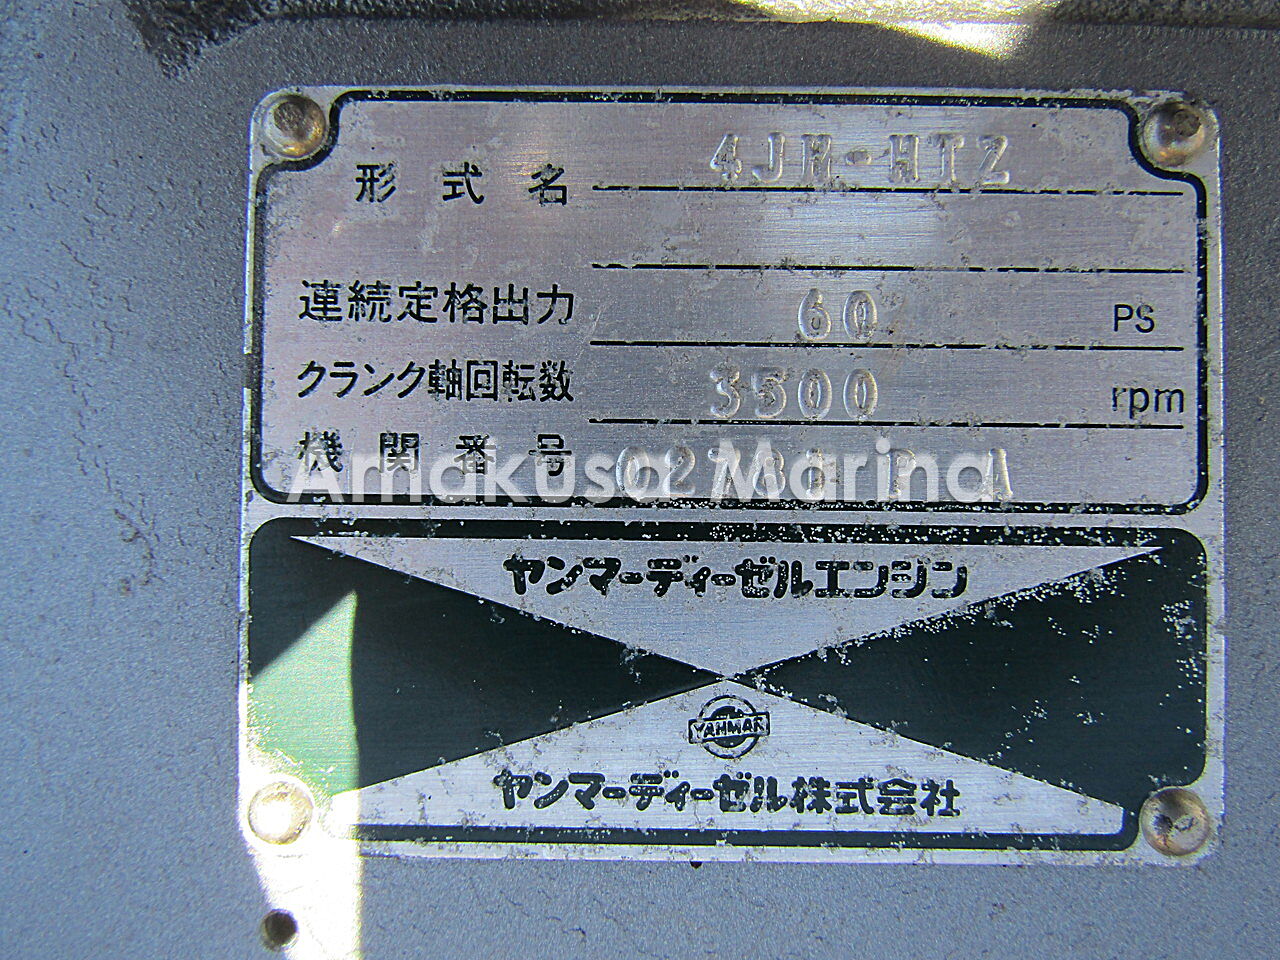 形式名 4JH-HTZ
連続定格出力 60 PS
クランク軸回転数 3500 rpm
機関番号
Amakusa Marina
ヤンマーディーゼルエンジン
YANMAR
ヤンマーディーゼル株式会社